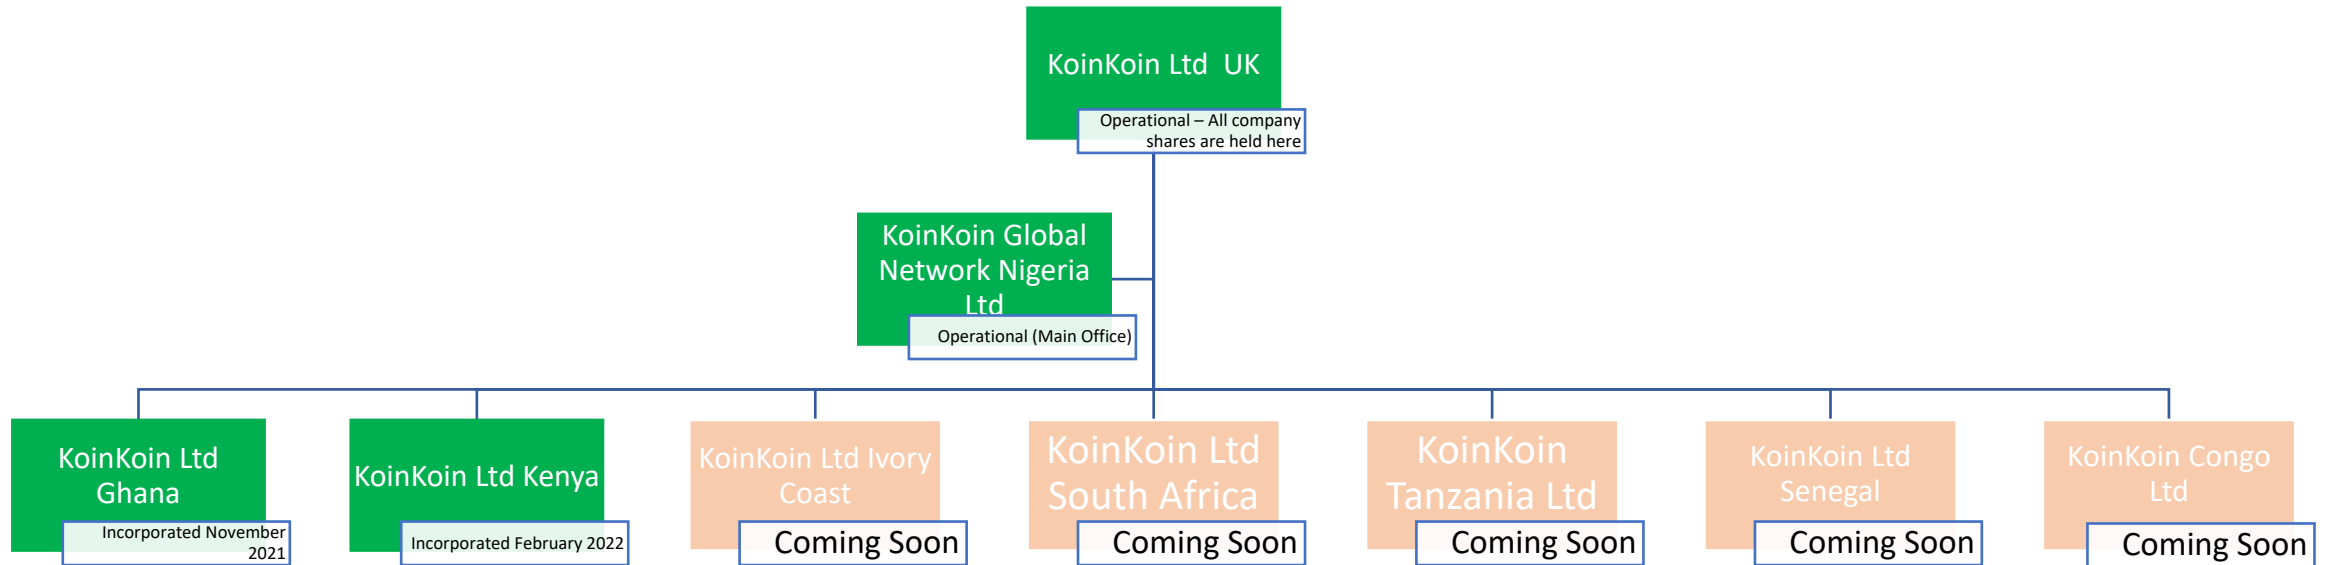 KoinKoin Ltd  UK
Operational – All company
shares are held here
KoinKoin Global
Network Nigeria
Ltd
Operational (Main Office)
KoinKoin Ltd
Ghana
Incorporated November
2021
KoinKoin Ltd Kenya
Incorporated February 2022
KoinKoin Ltd Ivory
Coast
Coming Soon
KoinKoin Ltd
South Africa
Coming Soon
KoinKoin
Tanzania Ltd
Coming Soon
KoinKoin Ltd
Senegal
Coming Soon
KoinKoin Congo
Ltd
Coming Soon